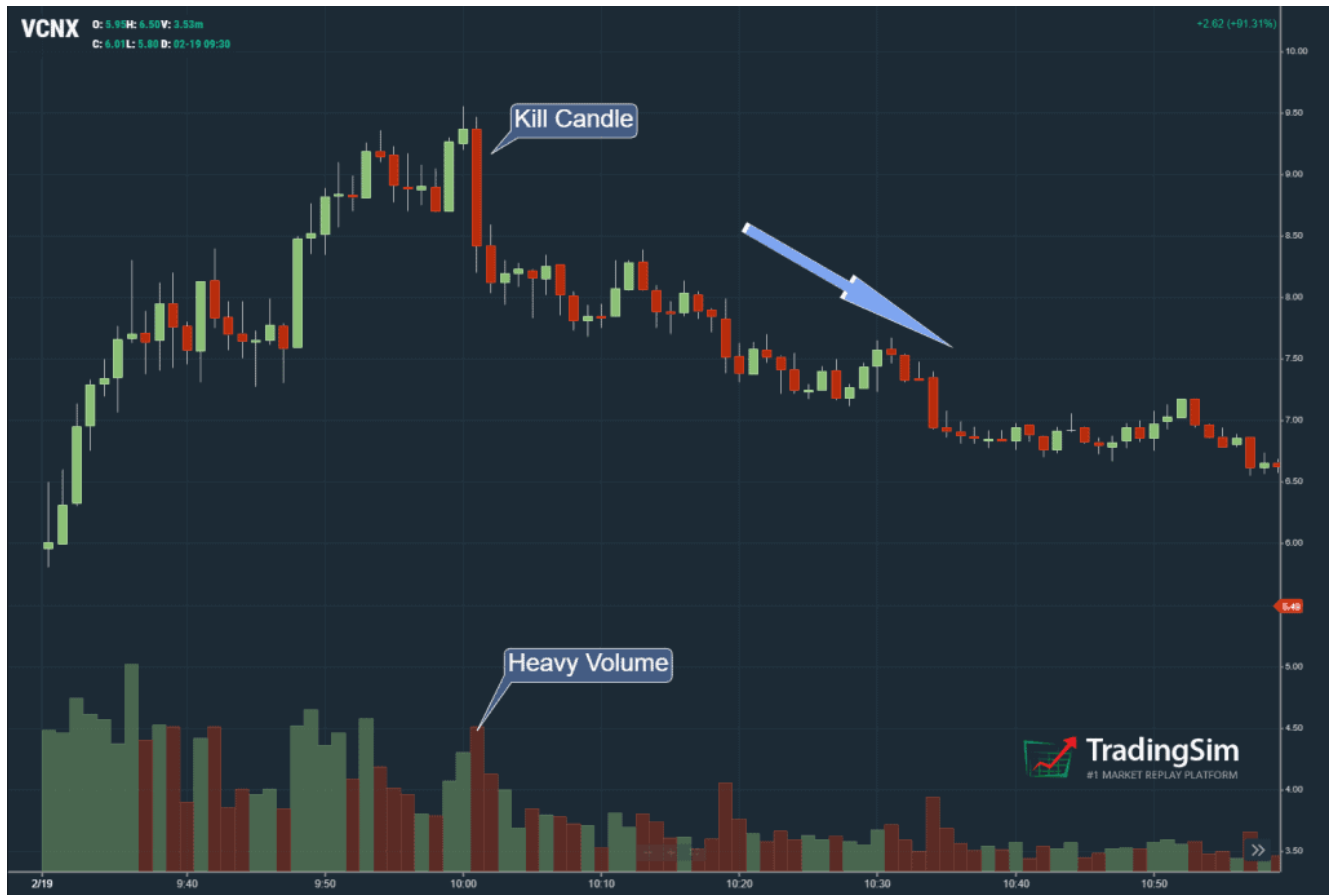 VCNX O: 5.95H: 6.50V: 3.53m
C: 6.01L: 5.80 D: 02-19 09:30
+2.62 (+91.31%)
10.00
Kill Candle
9.50
9.00
8.50
8.00
7.50
7.00
6.50
6.00
5.49
Heavy Volume
5.00
4.50
TradingSim
#1 MARKET REPLAY PLATFORM
4.00
3.50
2/19 9:40 9:50 10:00 10:10 10:20 10:30 10:40 10:50